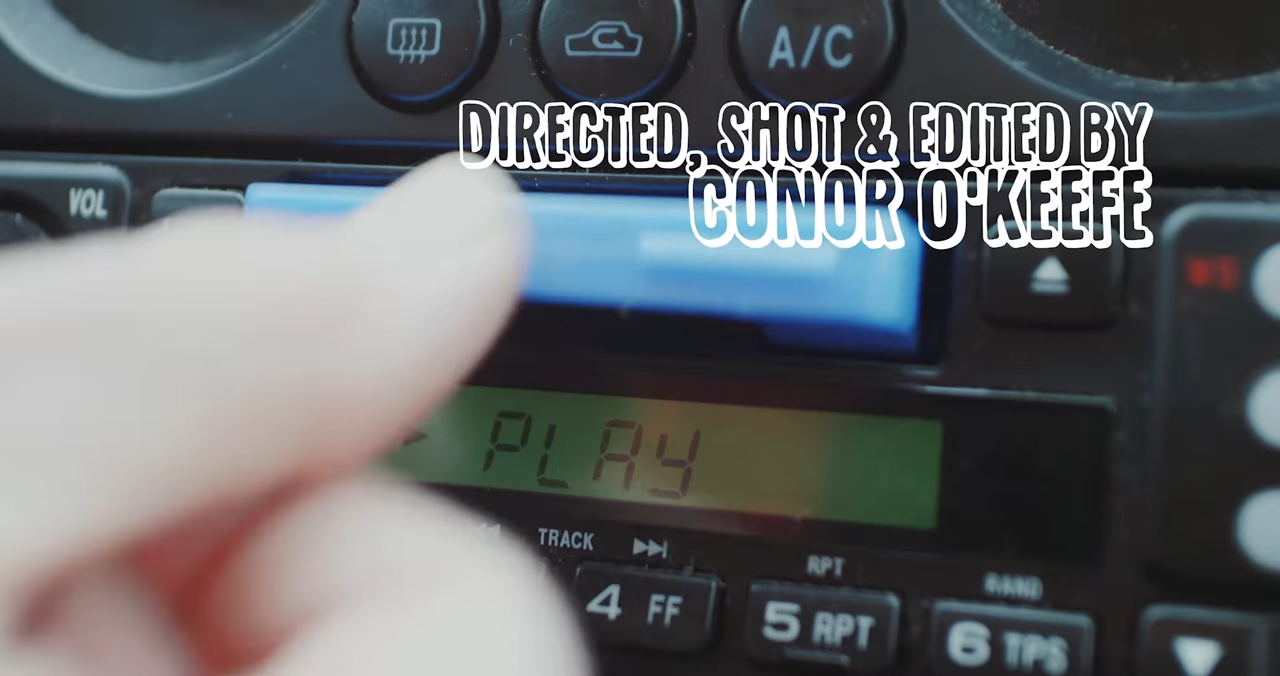 A/C
DIRECTED, SHOT & EDITED BY
CONOR O'KEEFE
VOL
PLAY
TRACK
RPT
RAND
4 FF
5 RPT
6 TPS